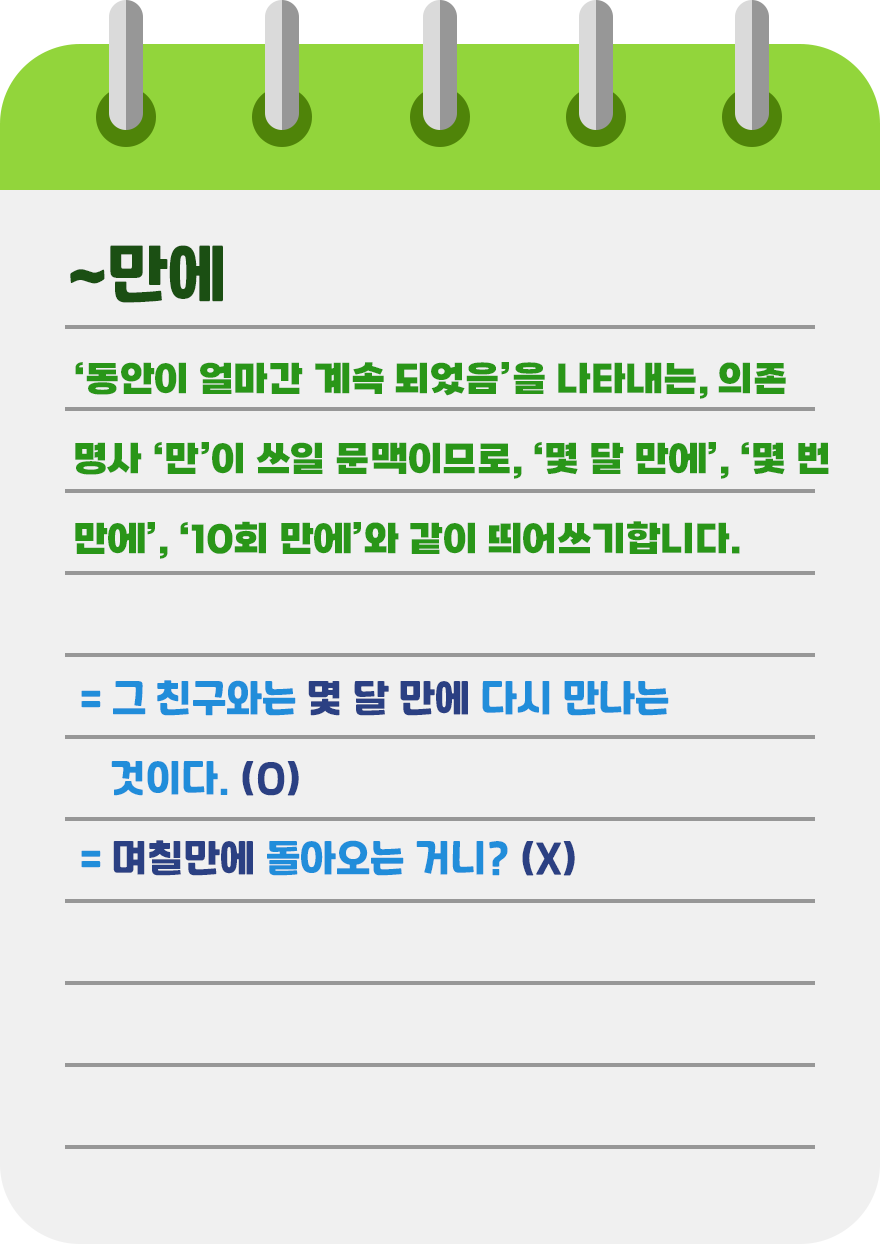 ~만에
‘동안이 얼마간 계속 되었음’을 나타내는, 의존
명사 ‘만’이 쓰일 문맥이므로, ‘몇 달 만에’, ‘몇 번
만에’, ‘10회 만에’와 같이 띄어쓰기합니다.
= 그 친구와는 몇 달 만에 다시 만나는
것이다. (O)
= 며칠만에 돌아오는 거니? (X)